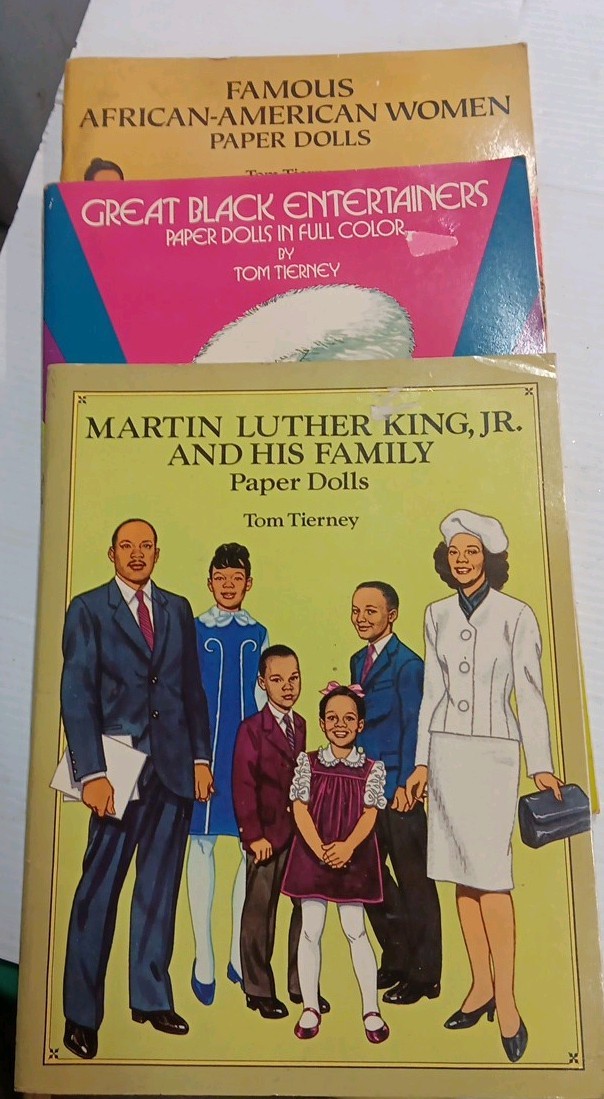 FAMOUS
AFRICAN-AMERICAN WOMEN
PAPER DOLLS
Tom
GREAT BLACK ENTERTAINERS
PAPER DOLLS IN FULL COLOR
BY
TOM TIERNEY
MARTIN LUTHER KING, JR.
AND HIS FAMILY
Paper Dolls
Tom Tierney